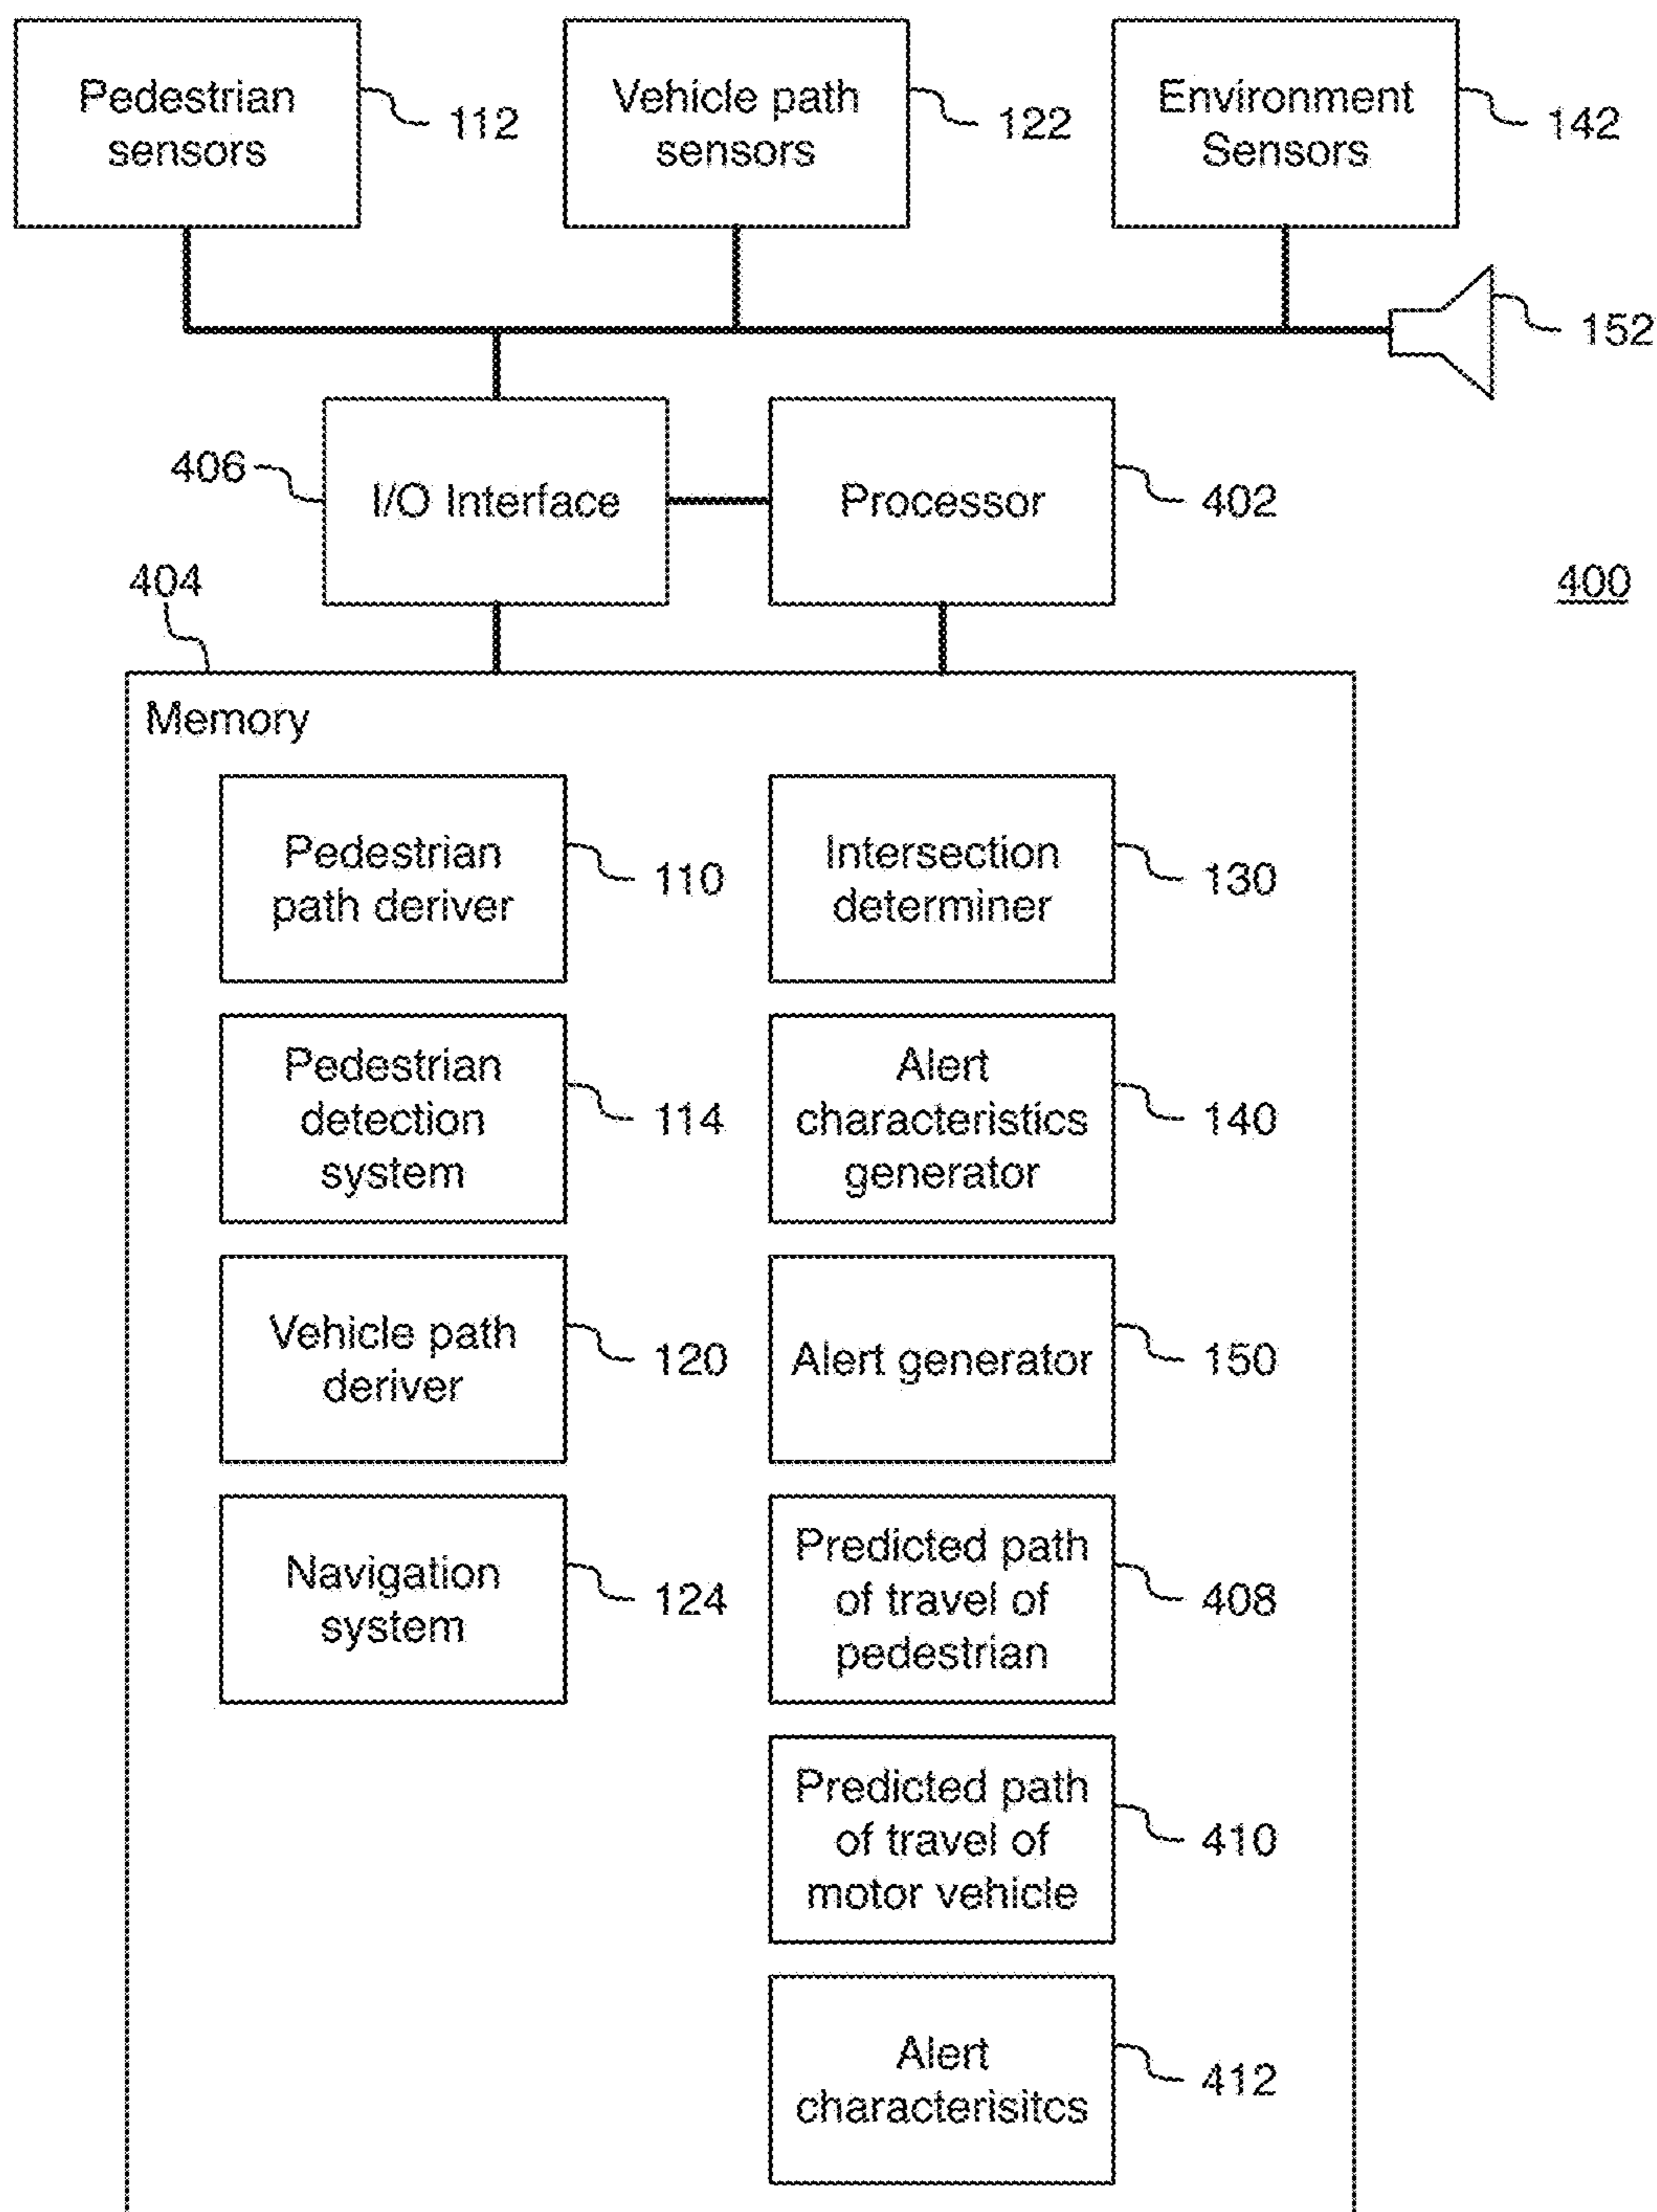 Pedestrian
sensors
112
Vehicle path
sensors
122
Environment
Sensors
142
152
406
I/O Interface
Processor
402
404
400
Memory
Pedestrian
path deriver
110
Intersection
determiner
130
Pedestrian
detection
system
114
Alert
characteristics
generator
140
Vehicle path
deriver
120
Alert generator
150
Navigation
system
124
Predicted path
of travel of
pedestrian
408
Predicted path
of travel of
motor vehicle
410
Alert
characterisitcs
412